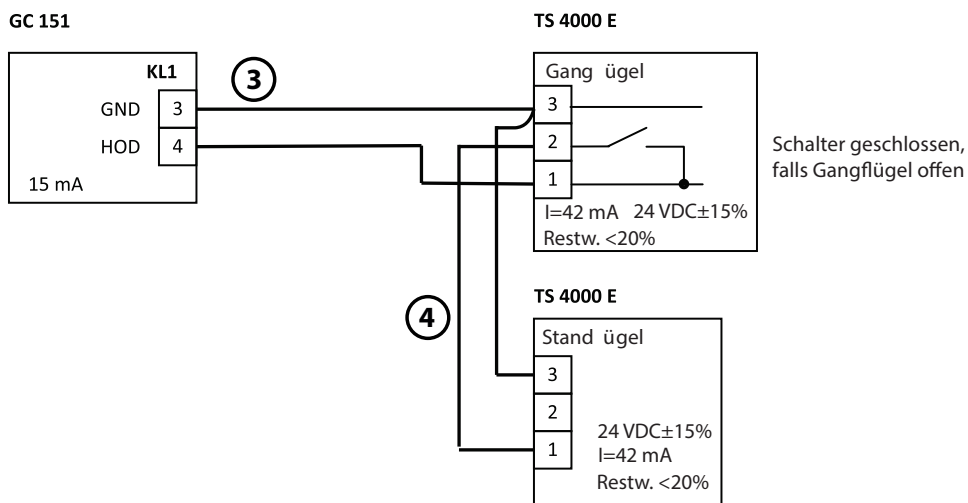 GC 151
KL1
GND 3
HOD 4
15 mA
3
TS 4000 E
Gang ügel
3
2
1
I=42 mA 24 VDC±15%
Restw. <20%
Schalter geschlossen,
falls Gangflügel offen
4
TS 4000 E
Stand ügel
3
2
1
24 VDC±15%
I=42 mA
Restw. <20%